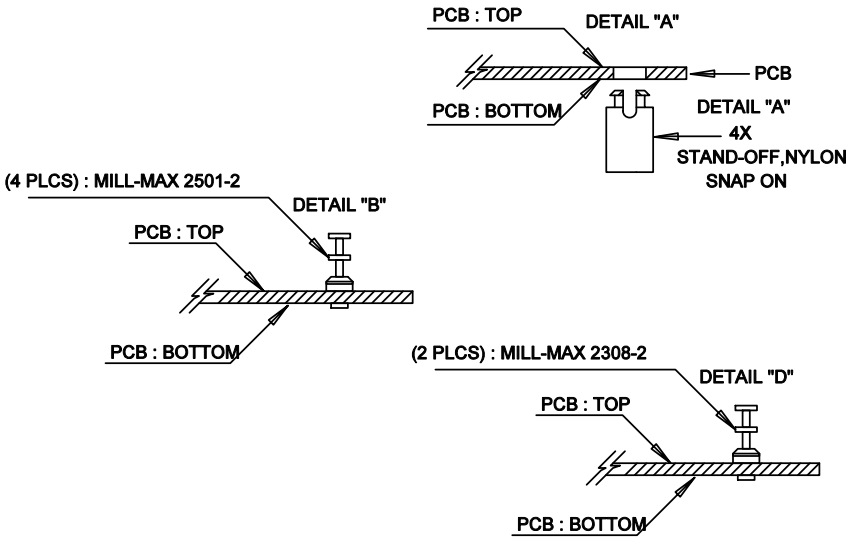 PCB : TOP
DETAIL "A"
PCB
PCB : BOTTOM
DETAIL "A"
4X
STAND-OFF,NYLON
SNAP ON
(4 PLCS) : MILL-MAX 2501-2
DETAIL "B"
PCB : TOP
PCB : BOTTOM
(2 PLCS) : MILL-MAX 2308-2
DETAIL "D"
PCB : TOP
PCB : BOTTOM